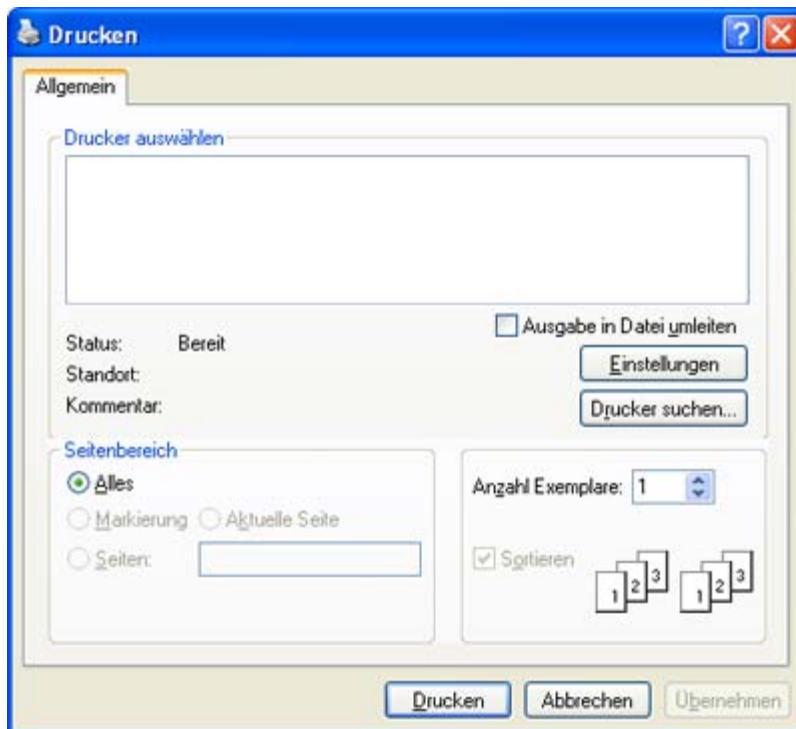 Drucken
Allgemein
Drucker auswählen
Ausgabe in Datei umleiten
Status: Bereit
Einstellungen
Standort:
Kommentar:
Drucker suchen...
Seitenbereich
Alles
Anzahl Exemplare: 1
Markierung Aktuelle Seite
Seiten:
Sortieren
1 2 3 1 2 3
Drucken Abbrechen Übernehmen